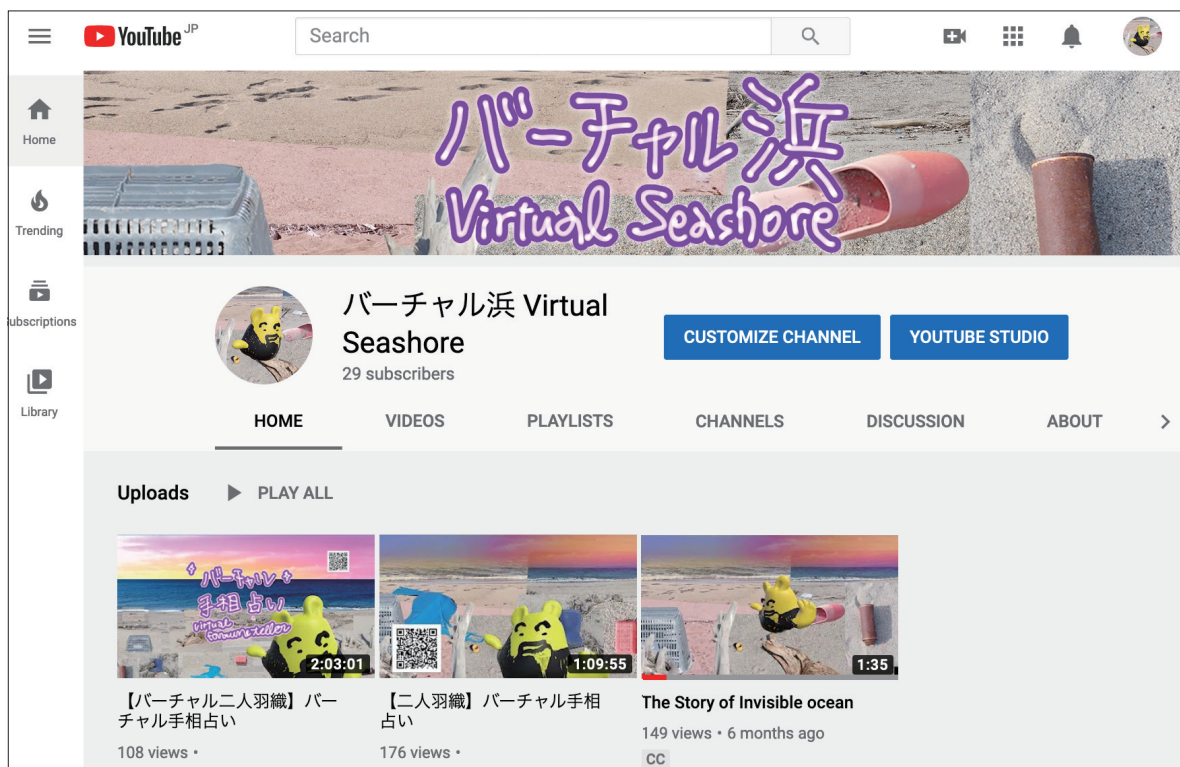 YouTube JP
Search
Home
Trending
ubscriptions
Library
バーチャル浜
Virtual Seashore
バーチャル浜 Virtual
Seashore
29 subscribers
CUSTOMIZE CHANNEL
YOUTUBE STUDIO
HOME
VIDEOS
PLAYLISTS
CHANNELS
DISCUSSION
ABOUT
Uploads
PLAY ALL
バーチャル
手相占い
virtual
fortune teller
2:03:01
【バーチャル二人羽織】バー
チャル手相占い
108 views •
1:09:55
【二人羽織】バーチャル手相
占い
176 views •
1:35
The Story of Invisible ocean
149 views • 6 months ago
CC